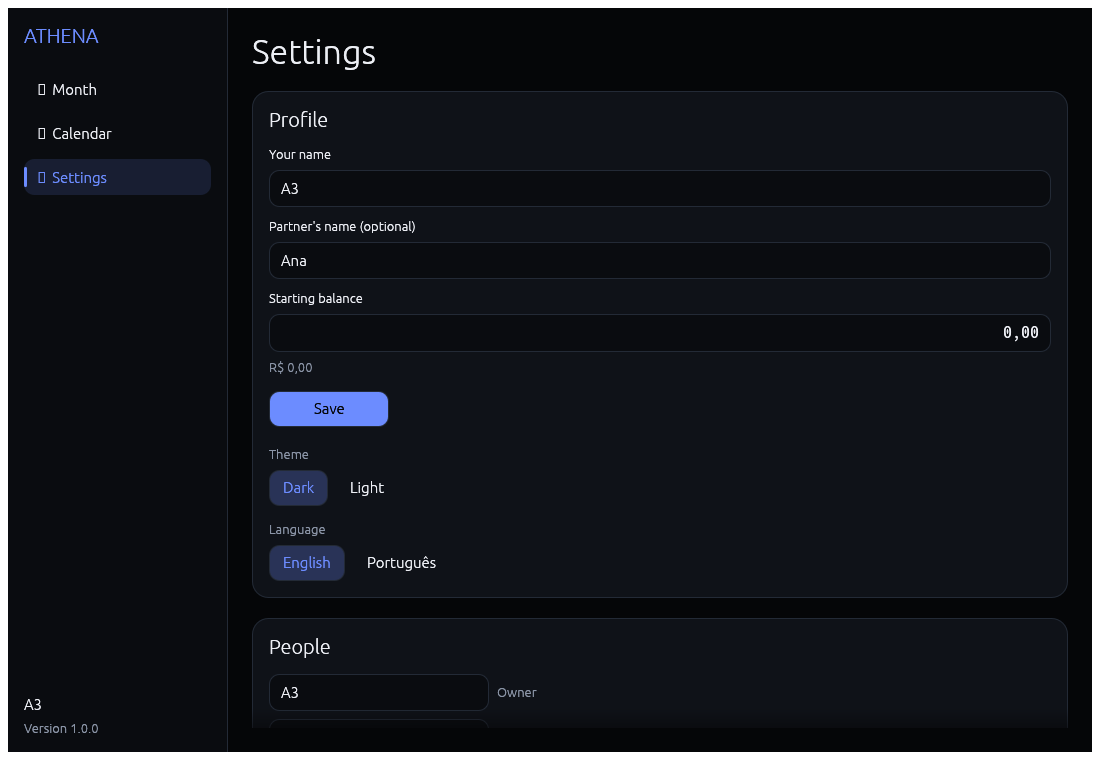 ATHENA
Month
Calendar
Settings
A3
Version 1.0.0
Settings
Profile
Your name
A3
Partner's name (optional)
Ana
Starting balance
0,00
R$ 0,00
Save
Theme
Dark Light
Language
English Português
People
A3 Owner